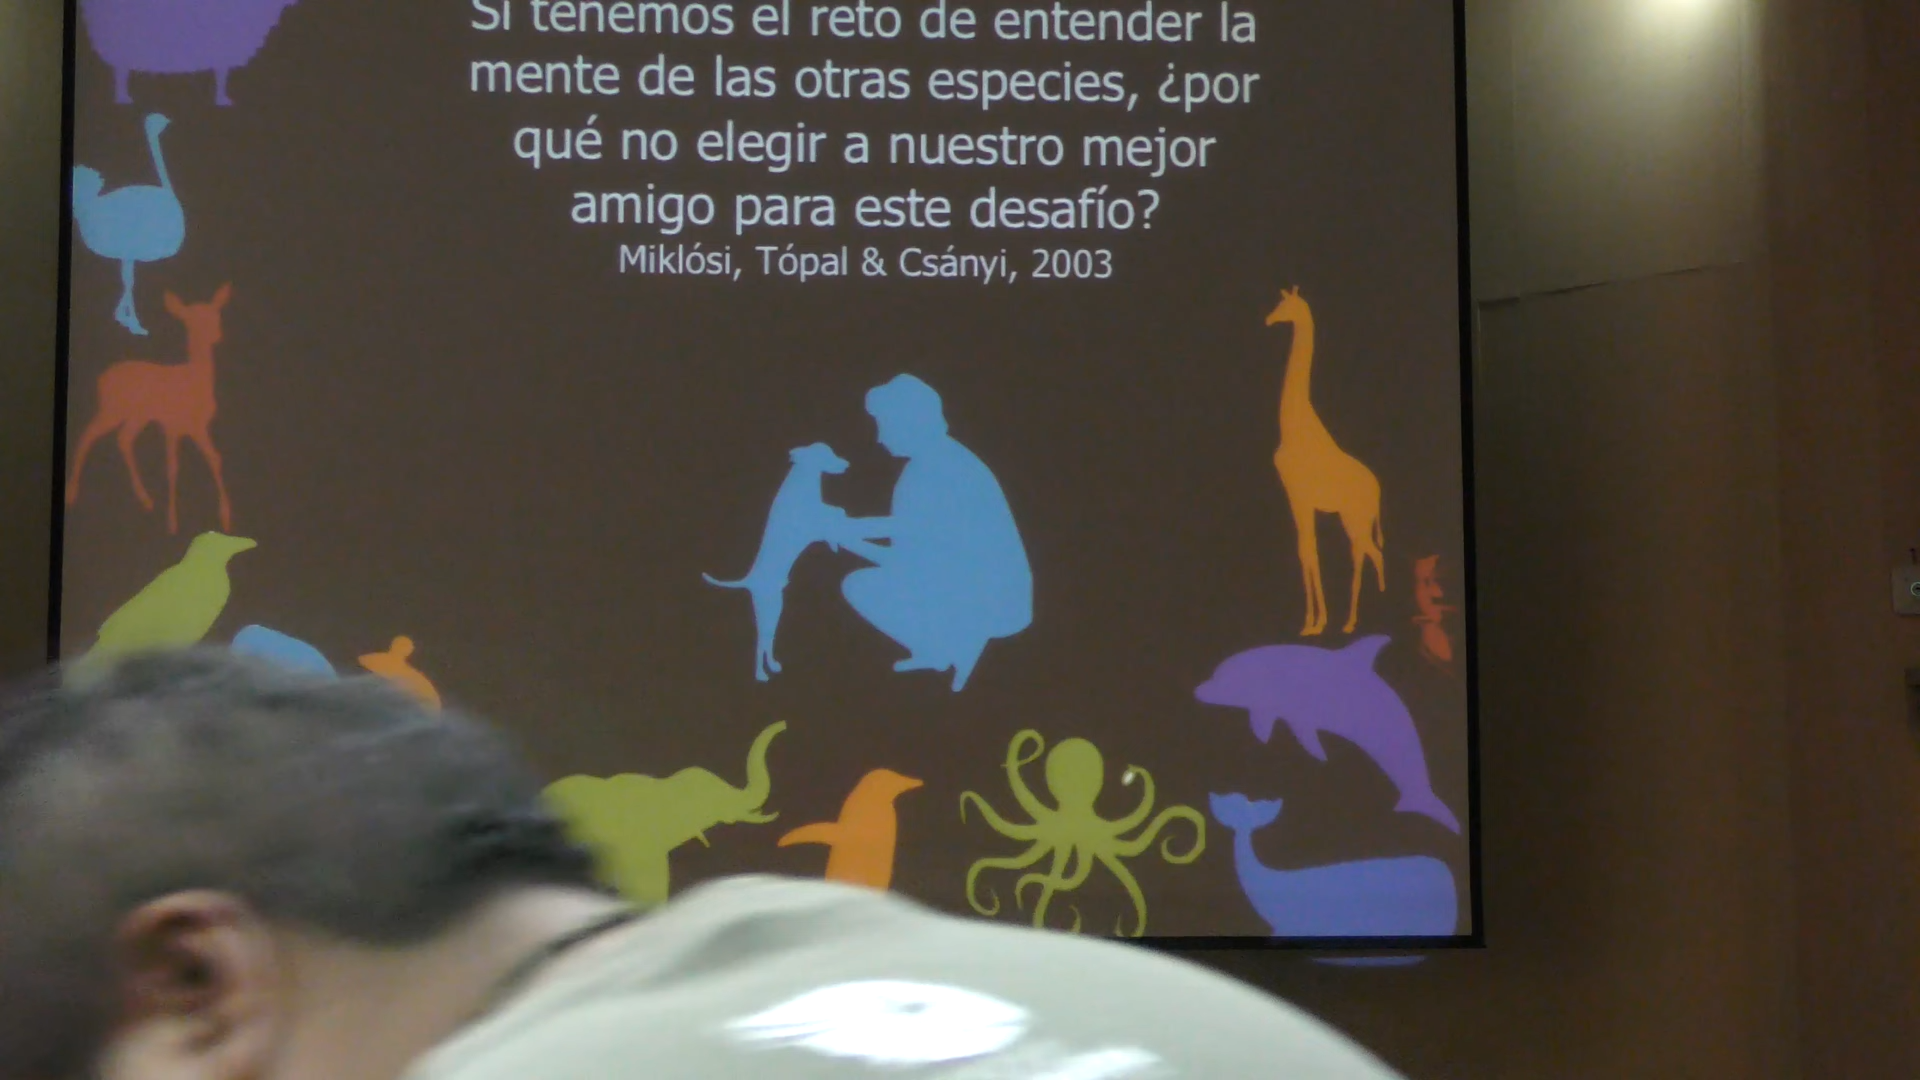 Si tenemos el reto de entender la
mente de las otras especies, ¿por
qué no elegir a nuestro mejor
amigo para este desafío?
Miklósi, Tópal & Csányi, 2003